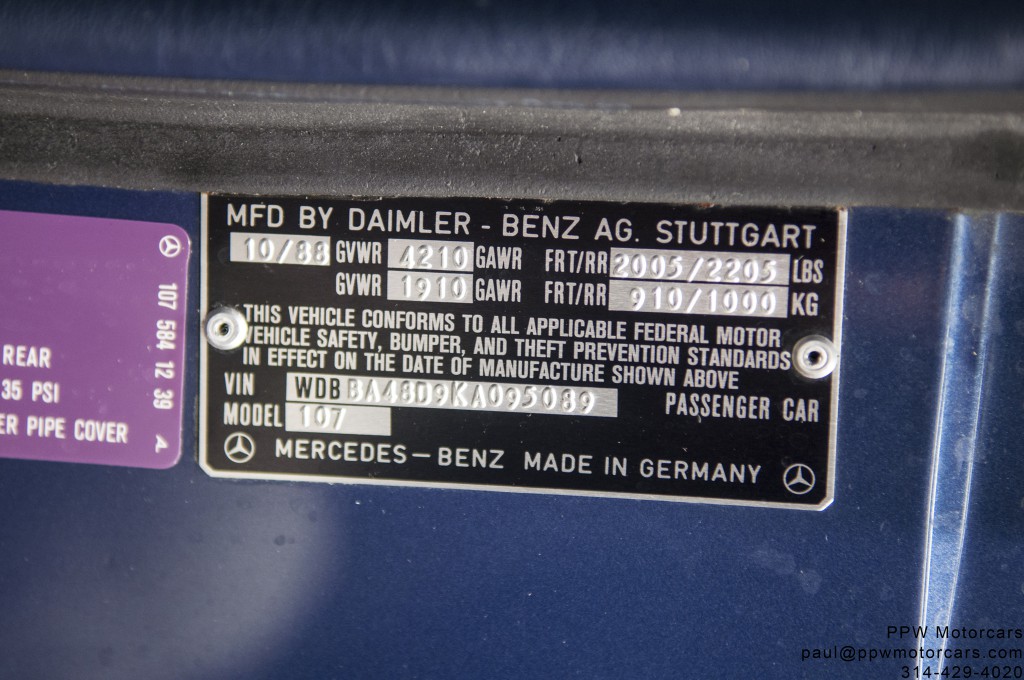 MFD BY DAIMLER - BENZ AG. STUTTGART
10/88 GVWR 4210 GAWR FRT/RR 2005/2205 LBS
GVWR 1910 GAWR FRT/RR 910/1000 KG
THIS VEHICLE CONFORMS TO ALL APPLICABLE FEDERAL MOTOR
VEHICLE SAFETY, BUMPER, AND THEFT PREVENTION STANDARDS
IN EFFECT ON THE DATE OF MANUFACTURE SHOWN ABOVE
VIN WDB BA48D9KA095089 PASSENGER CAR
MODEL 107
MERCEDES - BENZ MADE IN GERMANY
REAR
35 PSI
ER PIPE COVER
107 584 12 39 A
PPW Motorcars
paul@ppwmotorcars.com
314-429-4020